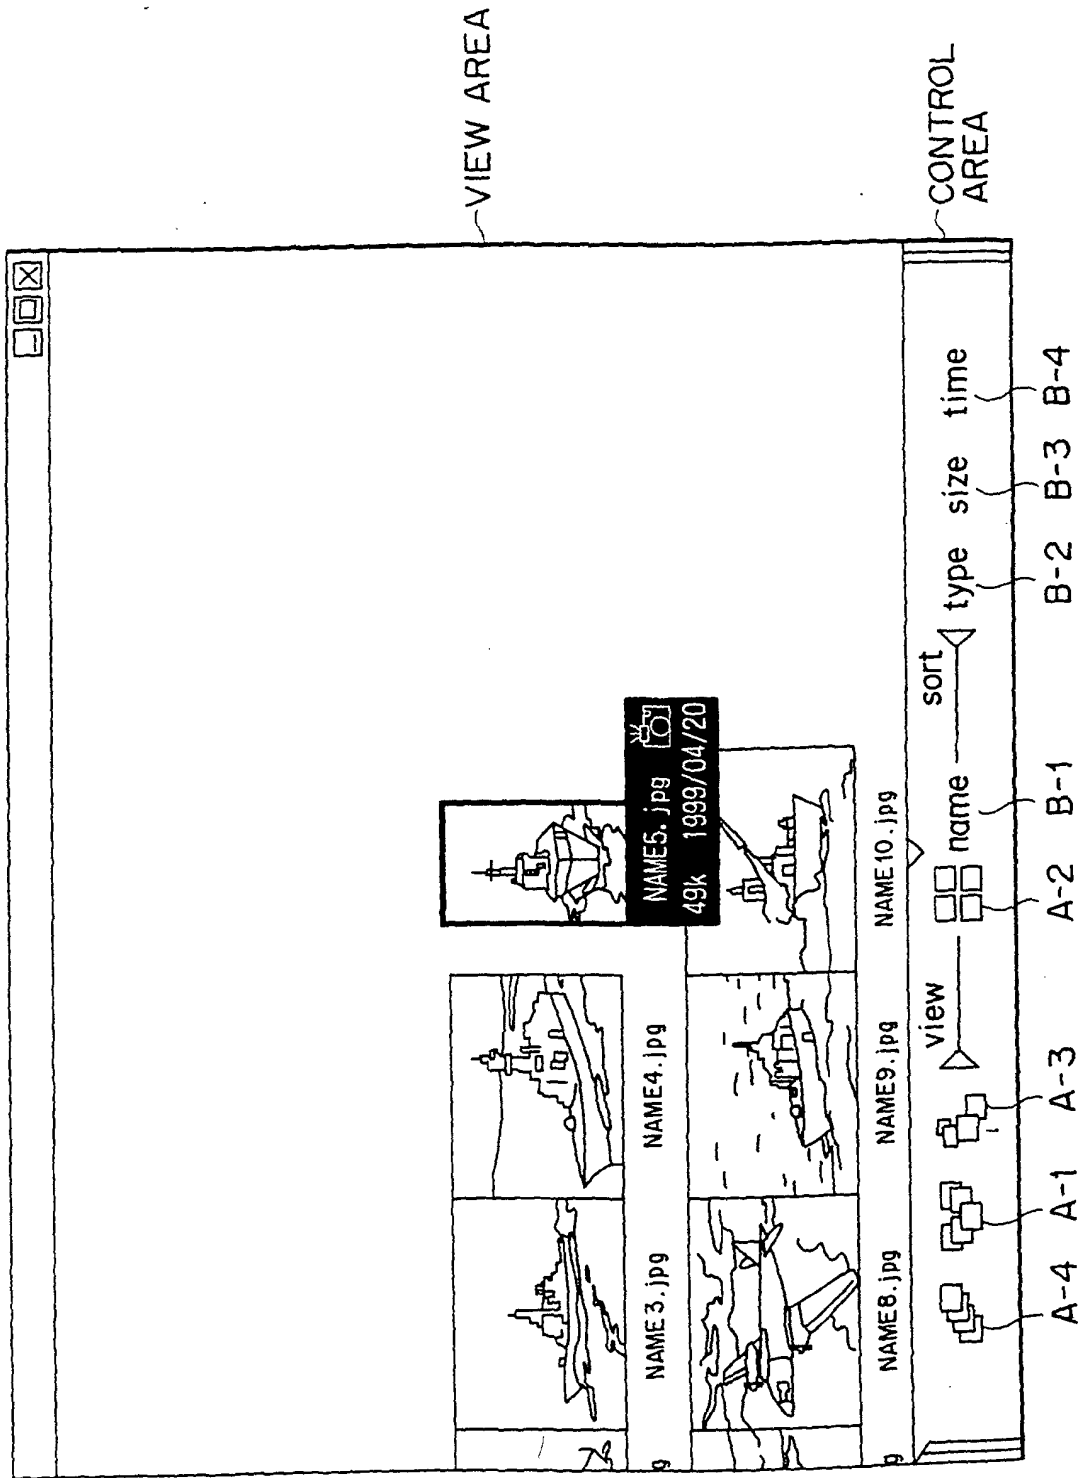 VIEW AREA
NAME5.jpg
49k 1999/04/20
NAME3.jpg
NAME4.jpg
g
NAME8.jpg
NAME9.jpg
NAME10.jpg
g
CONTROL
AREA
view
sort
name
type
size
time
A-4
A-1
A-3
A-2
B-1
B-2
B-3
B-4